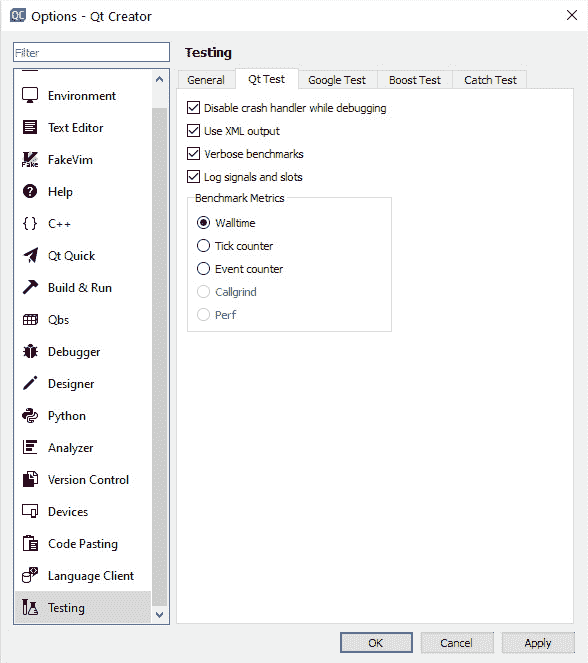 QC Options - Qt Creator
Filter
Environment
Text Editor
Fake FakeVim
Help
{} C++
Qt Quick
Build & Run
Qbs
Debugger
Designer
Python
Analyzer
Version Control
Devices
Code Pasting
Language Client
Testing
Testing
General Qt Test Google Test Boost Test Catch Test
Disable crash handler while debugging
Use XML output
Verbose benchmarks
Log signals and slots
Benchmark Metrics
Walltime
Tick counter
Event counter
Callgrind
Perf
OK Cancel Apply